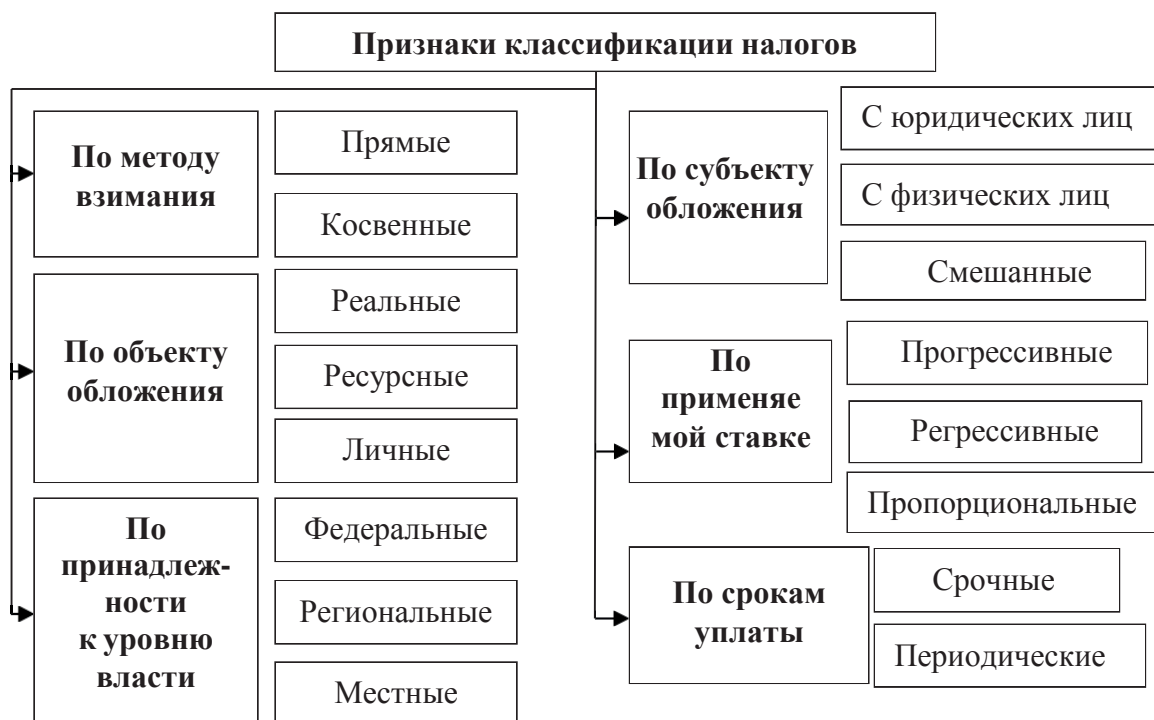 Признаки классификации налогов
По методу
взимания
Прямые
Косвенные
По объекту
обложения
Реальные
Ресурсные
Личные
По
принадлеж-
ности
к уровню
власти
Федеральные
Региональные
Местные
По субъекту
обложения
С юридических лиц
С физических лиц
Смешанные
По
применяе
мой ставке
Прогрессивные
Регрессивные
Пропорциональные
По срокам
уплаты
Срочные
Периодические